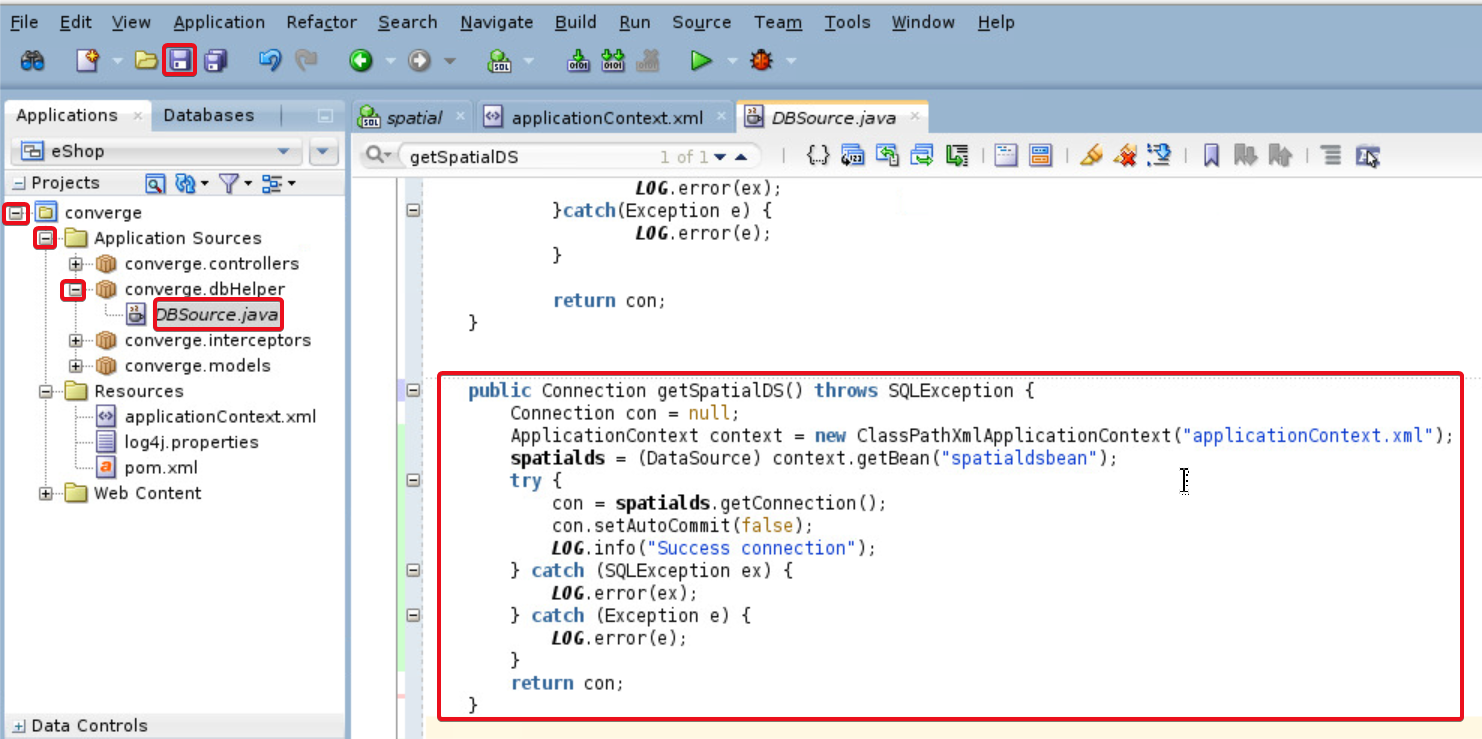 File Edit View Application Refactor Search Navigate Build Run Source Team Tools Window Help
Applications Databases
spatial applicationContext.xml DBSource.java
eShop
getSpatialDS 1 of 1
Projects
converge
Application Sources
converge.controllers
converge.dbHelper
DBSource.java
converge.interceptors
converge.models
Resources
applicationContext.xml
log4j.properties
pom.xml
Web Content
Data Controls
LOG.error(ex);
}catch(Exception e) {
LOG.error(e);
}
return con;
}
public Connection getSpatialDS() throws SQLException {
Connection con = null;
ApplicationContext context = new ClassPathXmlApplicationContext("applicationContext.xml");
spatialds = (DataSource) context.getBean("spatialdsbean");
try {
con = spatialds.getConnection();
con.setAutoCommit(false);
LOG.info("Success connection");
} catch (SQLException ex) {
LOG.error(ex);
} catch (Exception e) {
LOG.error(e);
}
return con;
}